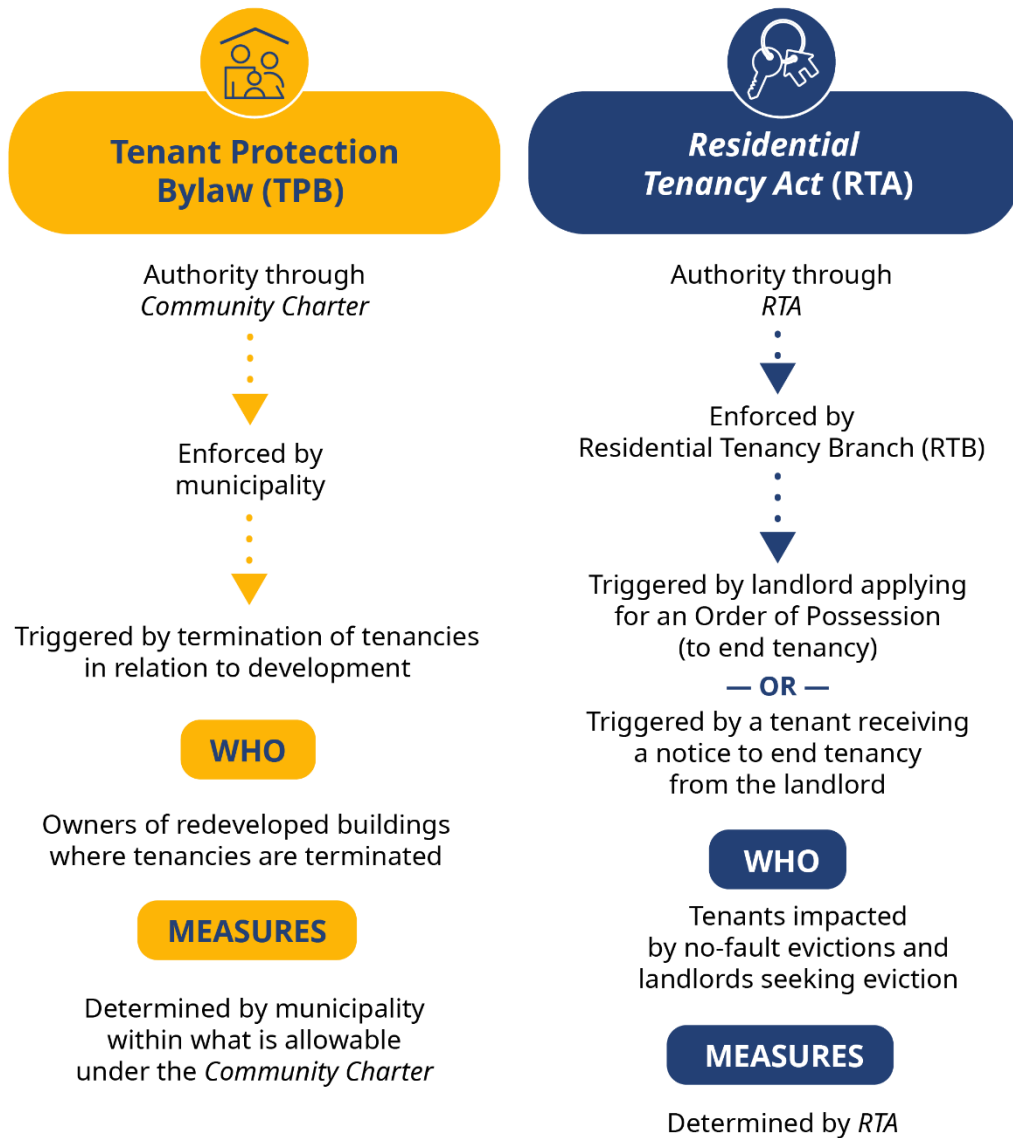 Tenant Protection
Bylaw (TPB)
Authority through
Community Charter
Enforced by
municipality
Triggered by termination of tenancies
in relation to development
WHO
Owners of redeveloped buildings
where tenancies are terminated
MEASURES
Determined by municipality
within what is allowable
under the Community Charter
Residential
Tenancy Act (RTA)
Authority through
RTA
Enforced by
Residential Tenancy Branch (RTB)
Triggered by landlord applying
for an Order of Possession
(to end tenancy)
— OR —
Triggered by a tenant receiving
a notice to end tenancy
from the landlord
WHO
Tenants impacted
by no-fault evictions and
landlords seeking eviction
MEASURES
Determined by RTA